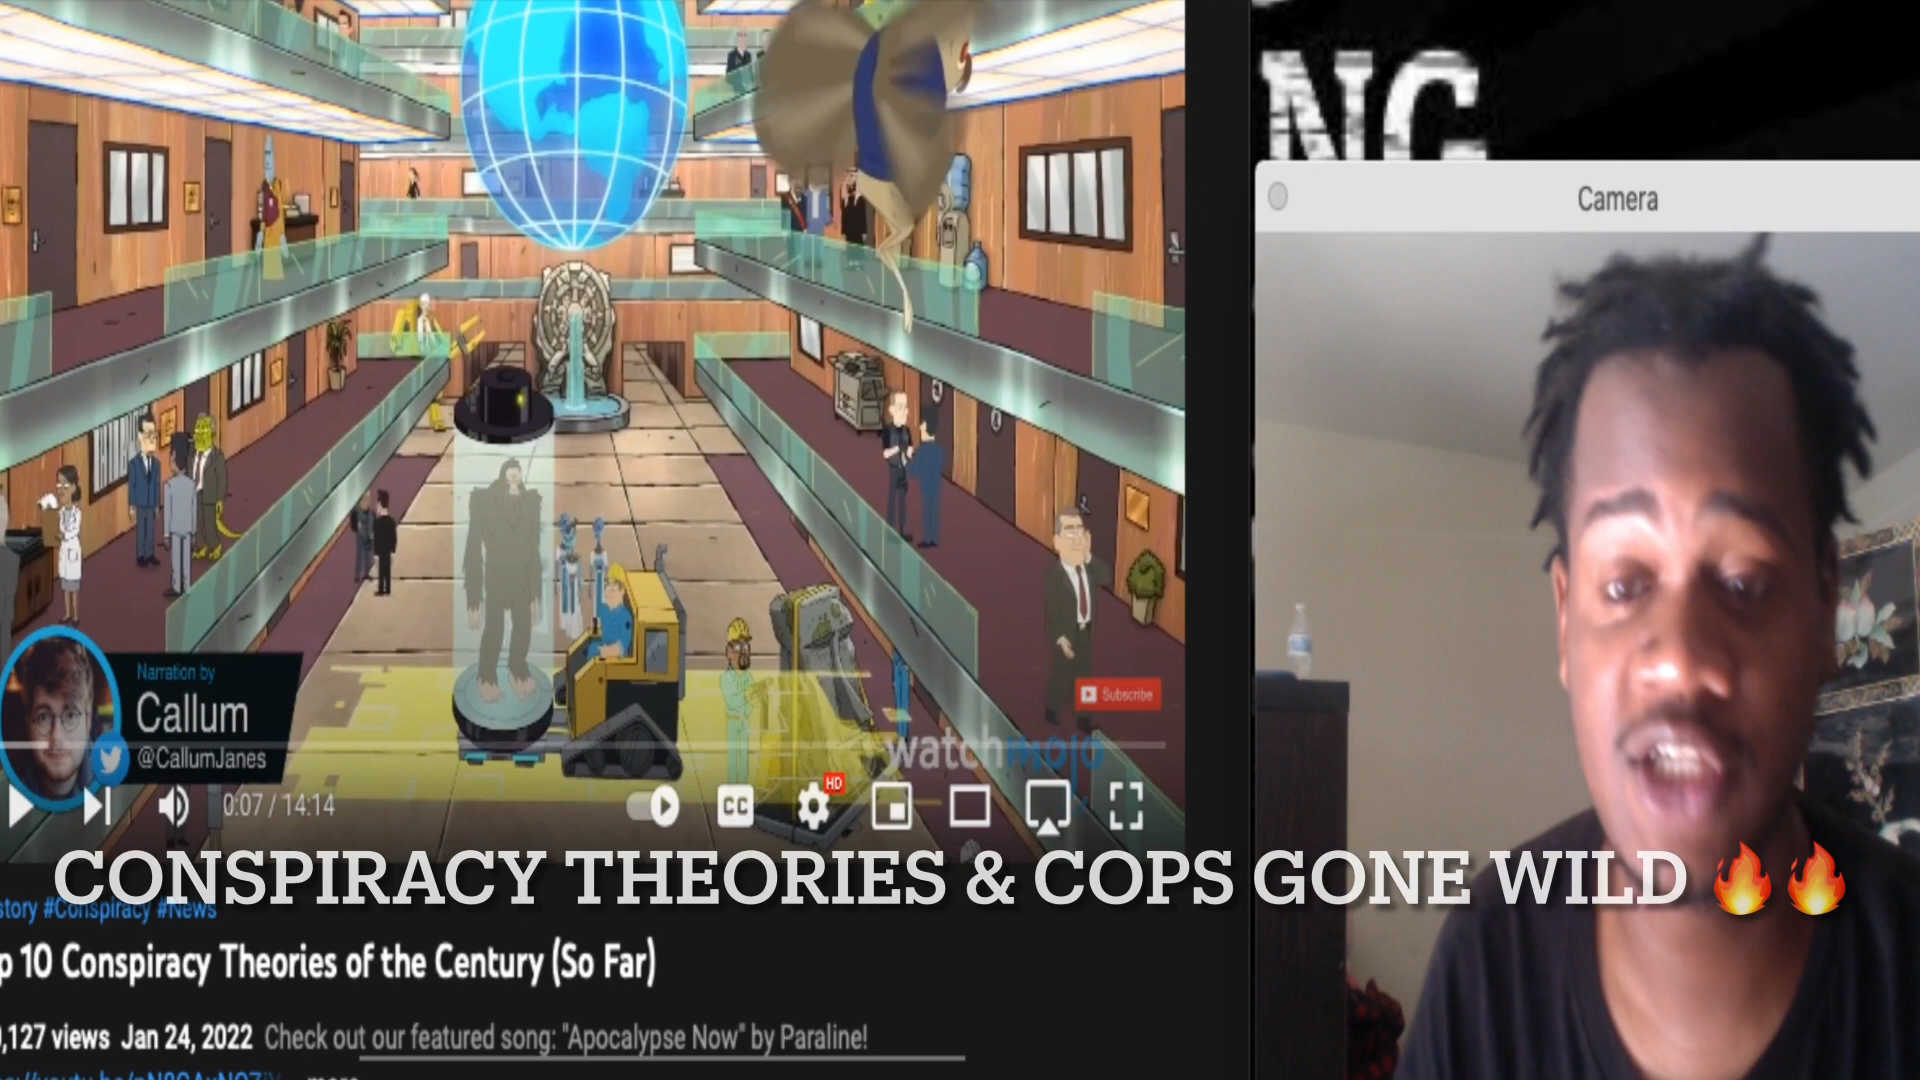 NG
Camera
Narration by
Callum
@CallumJanes
Subscribe
watchmojo
HD
CC
0:07 / 14:14
CONSPIRACY THEORIES & COPS GONE WILD 🔥🔥
story #Conspiracy #News
p 10 Conspiracy Theories of the Century (So Far)
,127 views Jan 24, 2022 Check out our featured song: "Apocalypse Now" by Paraline!